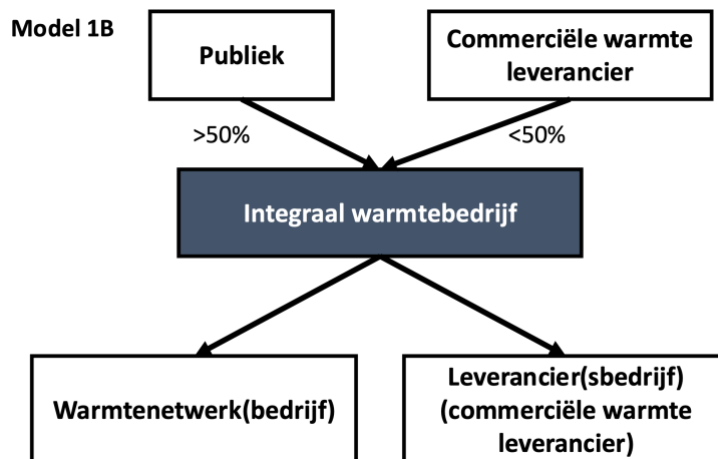 Model 1B
Publiek
Commerciële warmte
leverancier
>50%
<50%
Integraal warmtebedrijf
Warmtenetwerk(bedrijf)
Leverancier(sbedrijf)
(commerciële warmte
leverancier)